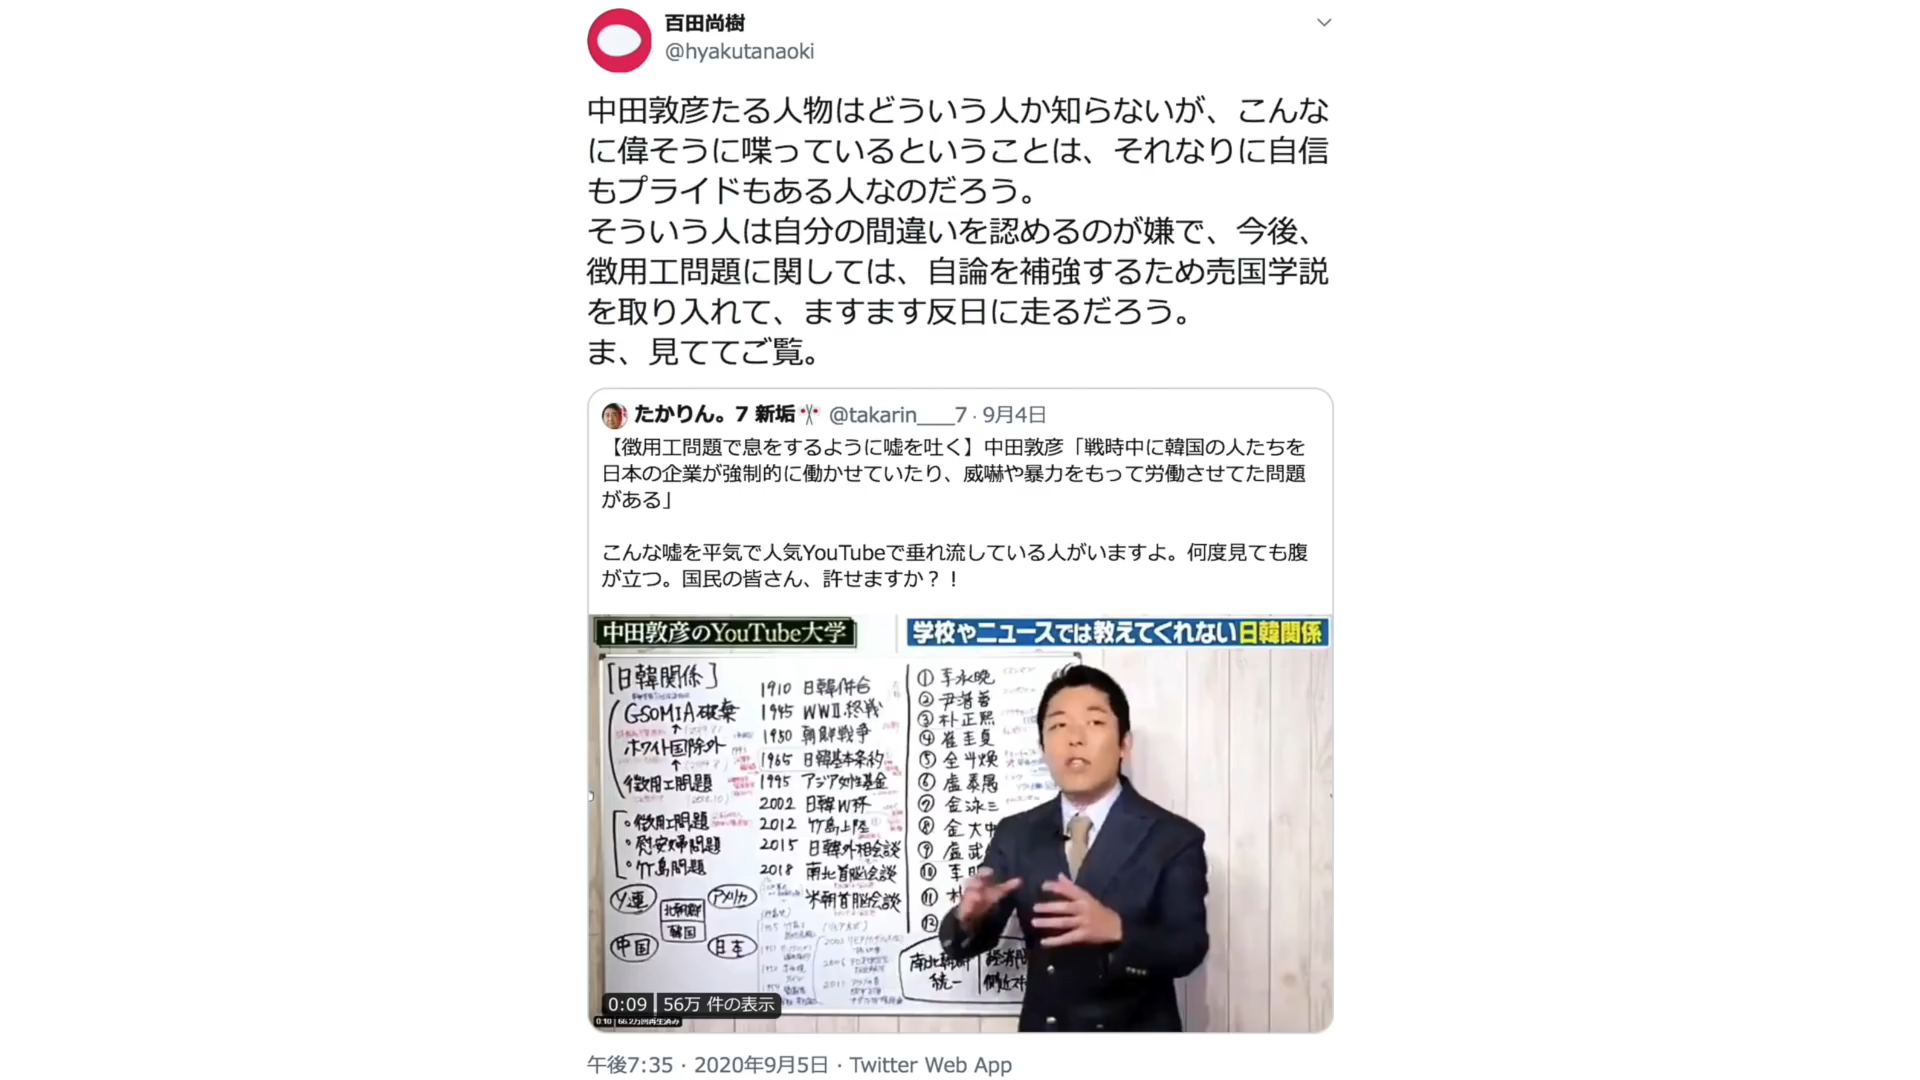 百田尚樹
@hyakutanaoki
中田敦彦たる人物はどういう人か知らないが、こんな
に偉そうに喋っているということは、それなりに自信
もプライドもある人なのだろう。
そういう人は自分の間違いを認めるのが嫌で、今後、
徴用工問題に関しては、自論を補強するため売国学説
を取り入れて、ますます反日に走るだろう。
ま、見ててご覧。
たかりん。7 新垢🎌 @takarin___7 · 9月4日
【徴用工問題で息をするように嘘を吐く】中田敦彦「戦時中に韓国の人たちを
日本の企業が強制的に働かせていたり、威嚇や暴力をもって労働させてた問題
がある」
こんな嘘を平気で人気YouTubeで垂れ流している人がいますよ。何度見ても腹
が立つ。国民の皆さん、許せますか？！
中田敦彦のYouTube大学
学校やニュースでは教えてくれない日韓関係
[日韓関係]
GSOMIA破棄
ホワイト国除外
徴用工問題
・徴用工問題
・慰安婦問題
・竹島問題
ソ連
アメリカ
北朝鮮
韓国
中国
日本
1910 日韓併合
1945 WWⅡ終戦
1950 朝鮮戦争
1965 日韓基本条約
1995 アジア女性基金
2002 日韓W杯
2012 竹島上陸
2015 日韓外相会談
2018 南北首脳会談
米朝首脳会談
① 李承晩
② 尹潽善
③ 朴正熙
④ 崔圭夏
⑤ 全斗煥
⑥ 盧泰愚
⑦ 金泳三
⑧ 金大中
⑨ 盧武
⑩ 李明
⑪ 朴
⑫
南北朝鮮
統一
0:09 | 56万 件の表示
0:10 | 66.2万回再生済み
午後7:35 · 2020年9月5日 · Twitter Web App